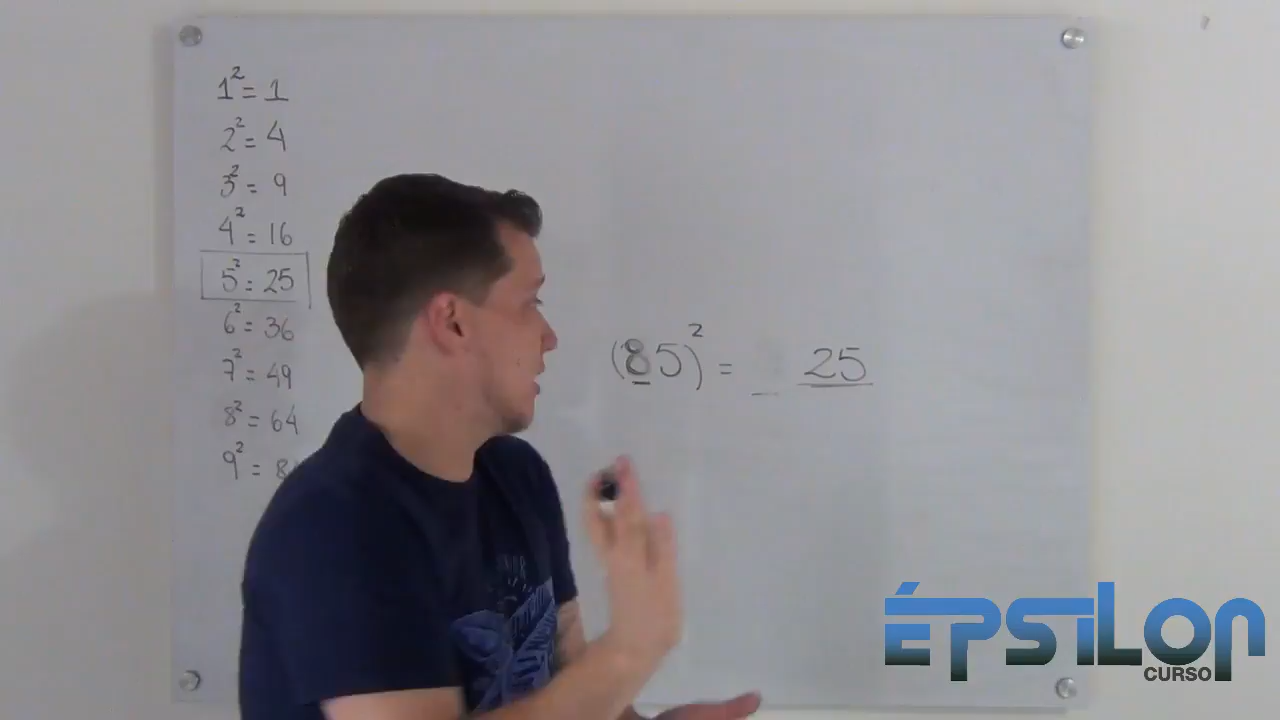 1² = 1
2² = 4
3² = 9
4² = 16
5² = 25
6² = 36
7² = 49
8² = 64
9² = 8
(85)² = _ 25
ÉPSILON
CURSO